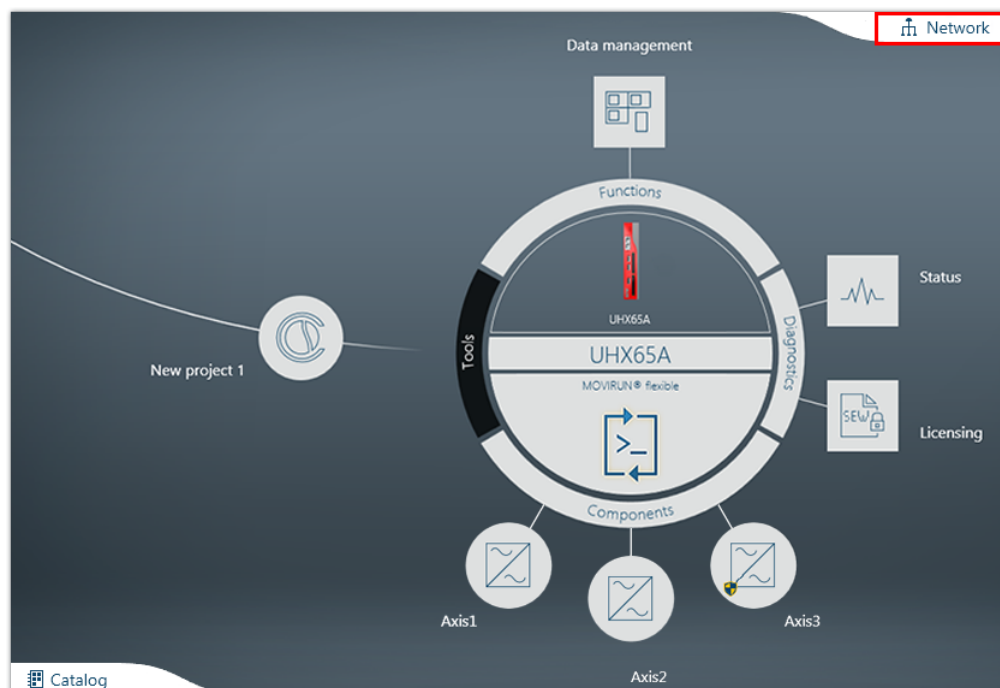 Network
Data management
Functions
UHX65A
Status
Diagnostics
Tools
UHX65A
New project 1
MOVIRUN® flexible
SEW
Licensing
Components
Axis1
Axis3
Axis2
Catalog